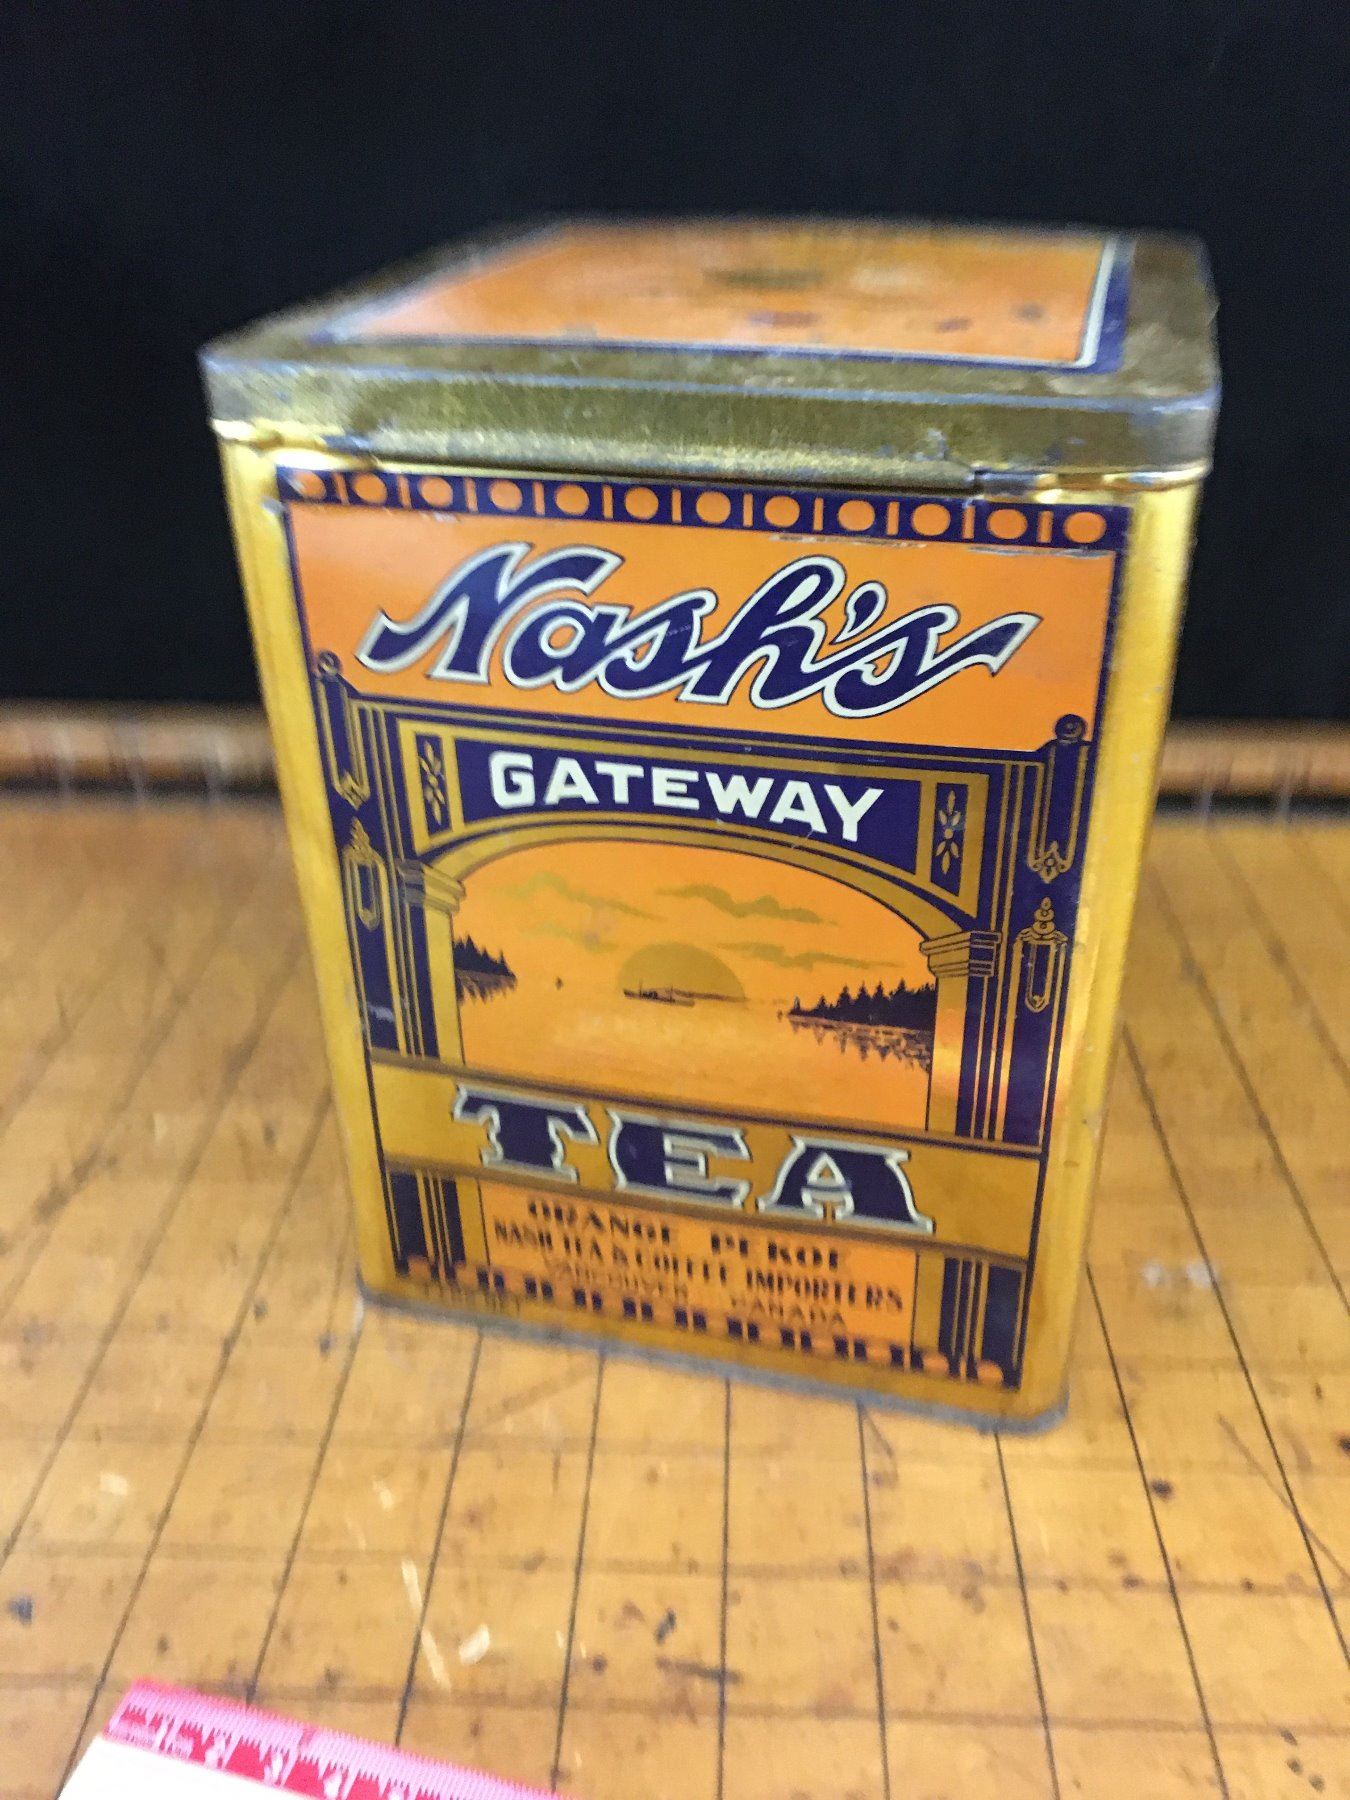 Nash's
GATEWAY
TEA
ORANGE PEKOE
NASH TEA & COFFEE IMPORTERS
VANCOUVER CANADA